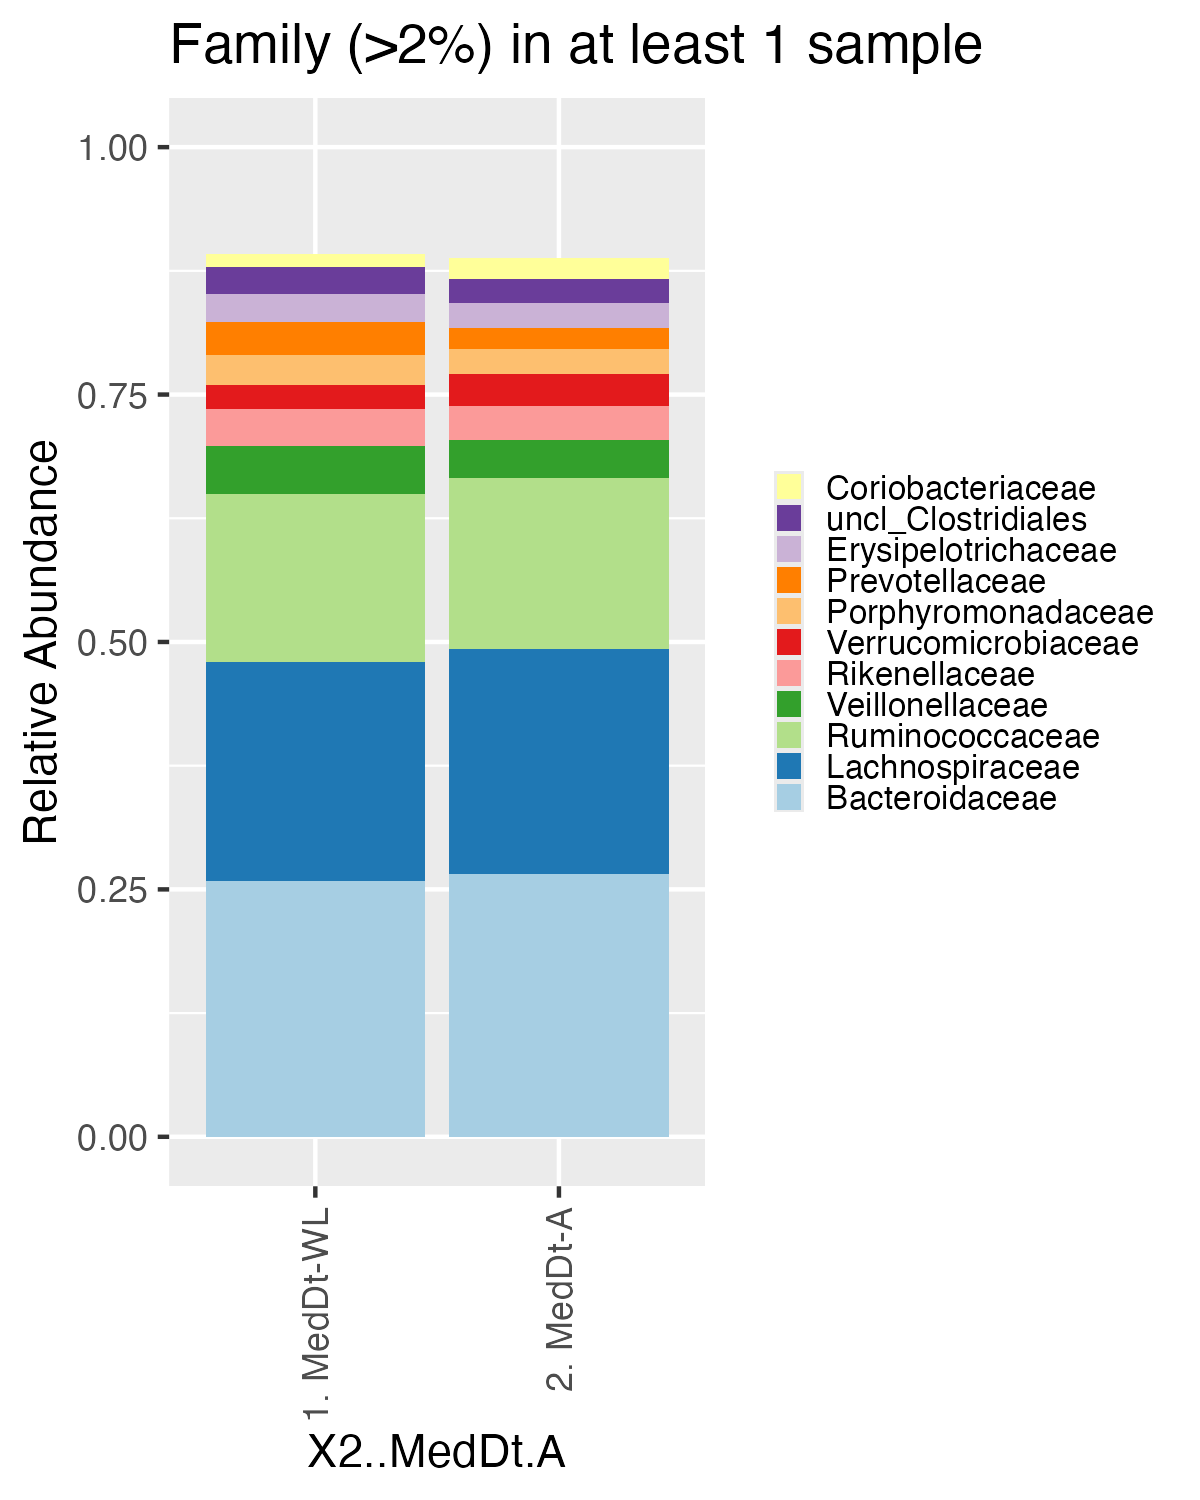 Family (>2%) in at least 1 sample
Relative Abundance
1.00
0.75
0.50
0.25
0.00
1. MedDt-WL
2. MedDt-A
X2..MedDt.A
Coriobacteriaceae
uncl_Clostridiales
Erysipelotrichaceae
Prevotellaceae
Porphyromonadaceae
Verrucomicrobiaceae
Rikenellaceae
Veillonellaceae
Ruminococcaceae
Lachnospiraceae
Bacteroidaceae